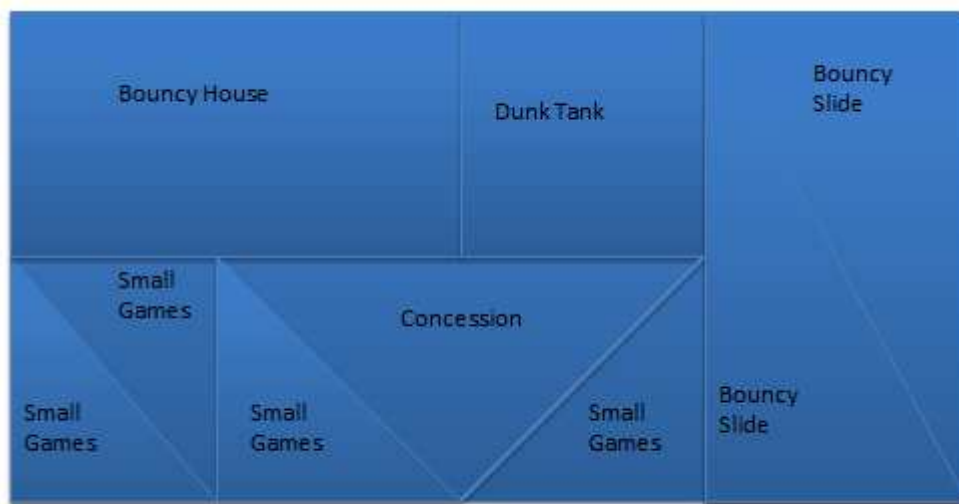 Bouncy House
Dunk Tank
Bouncy
Slide
Small
Games
Concession
Small
Games
Small
Games
Small
Games
Bouncy
Slide